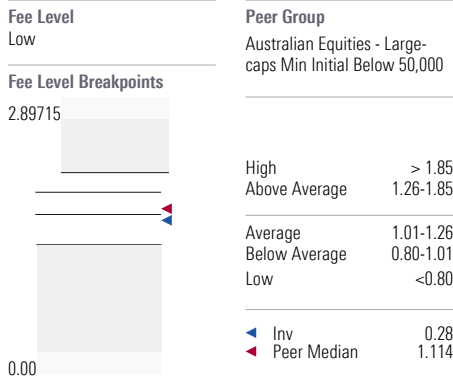 Fee Level
Low
Fee Level Breakpoints
2.89715
0.00
Peer Group
Australian Equities - Large-
caps Min Initial Below 50,000
High > 1.85
Above Average 1.26-1.85
Average 1.01-1.26
Below Average 0.80-1.01
Low <0.80
Inv 0.28
Peer Median 1.114